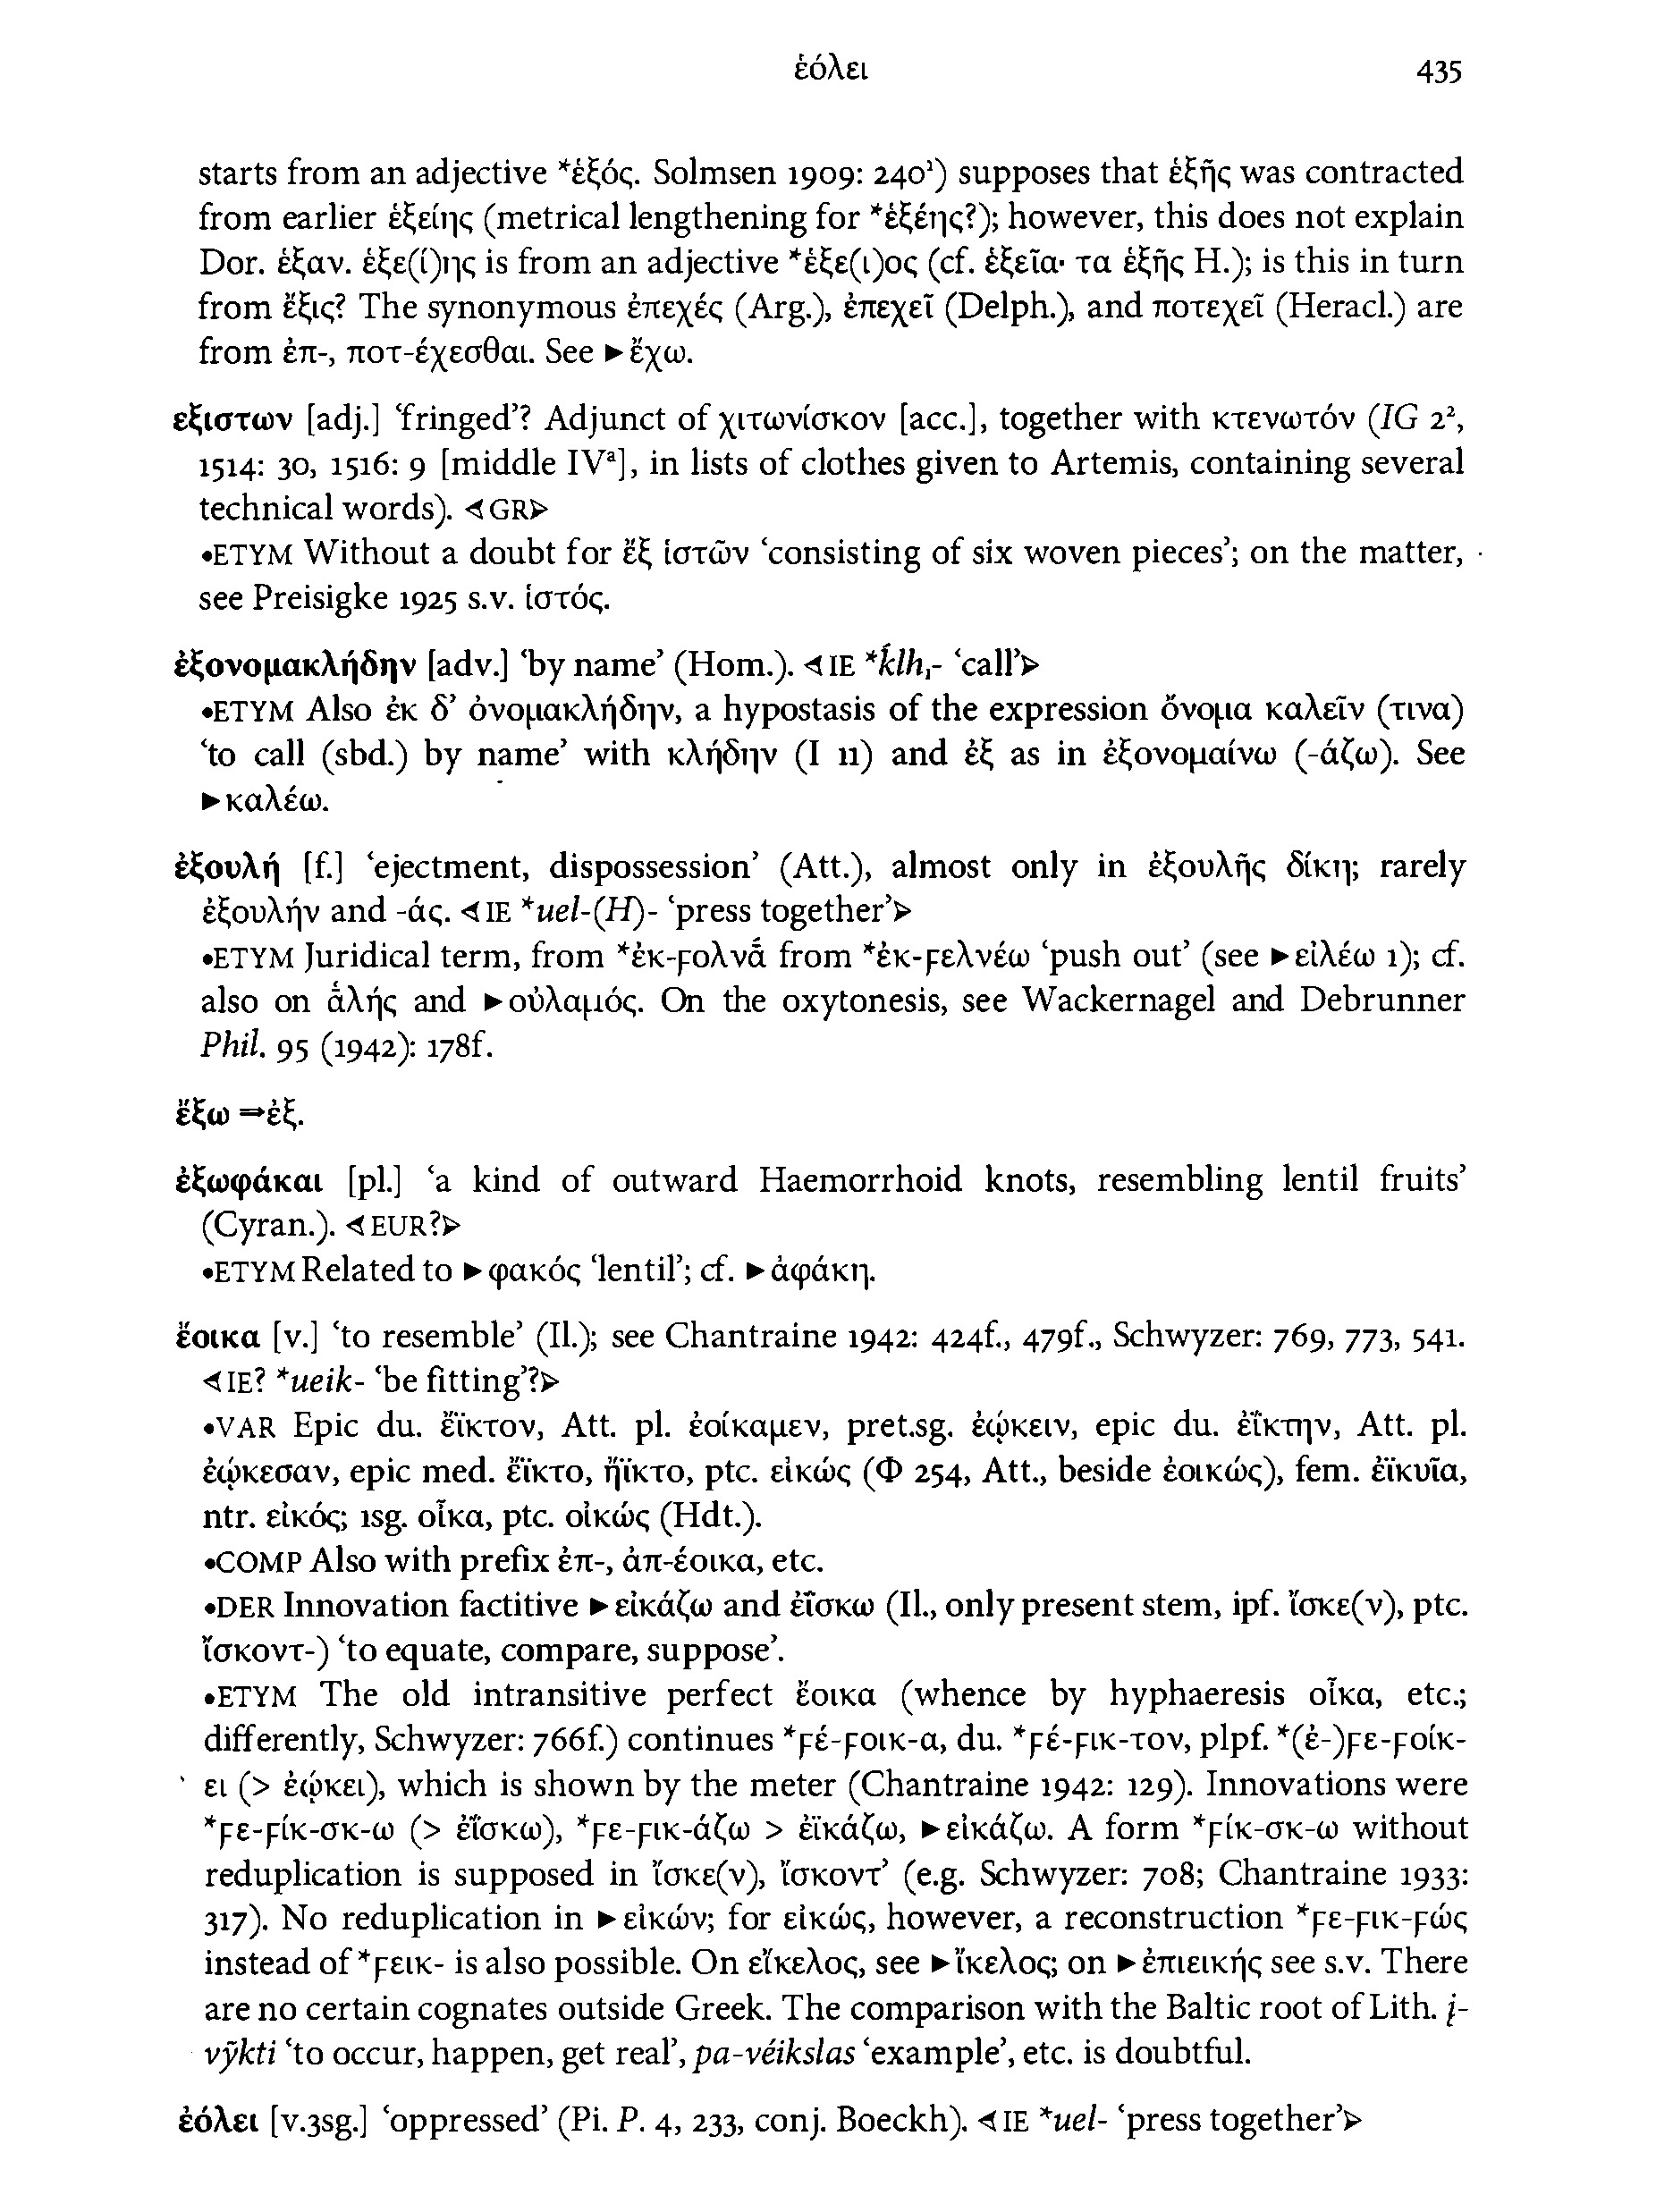 ἐόλει 435
starts from an adjective *ἑξός. Solmsen 1909: 240¹) supposes that ἑξῆς was contracted
from earlier ἑξείης (metrical lengthening for *ἑξέης?); however, this does not explain
Dor. ἑξαν. ἑξε(ί)ης is from an adjective *ἑξε(ι)ος (cf. ἑξεῖα· τα ἑξῆς H.); is this in turn
from ἕξις? The synonymous ἐπεχές (Arg.), ἐπεχεῖ (Delph.), and ποτεχεῖ (Heracl.) are
from ἐπ-, ποτ-έχεσθαι. See ►ἔχω.
εξιστων [adj.] ‘fringed’? Adjunct of χιτωνίσκον [acc.], together with κτενωτόν (IG 2²,
1514: 30, 1516: 9 [middle IVᵃ], in lists of clothes given to Artemis, containing several
technical words). ⊲GR⊳
•ETYM Without a doubt for ἓξ ἱστῶν ‘consisting of six woven pieces’; on the matter,
see Preisigke 1925 s.v. ἱστός.
ἐξονομακλήδην [adv.] ‘by name’ (Hom.). ⊲IE *ḱlh₁- ‘call’⊳
•ETYM Also ἐκ δ’ ὀνομακλήδην, a hypostasis of the expression ὄνομα καλεῖν (τινα)
‘to call (sbd.) by name’ with κλήδην (I 11) and ἐξ as in ἐξονομαίνω (-άζω). See
►καλέω.
ἐξουλή [f.] ‘ejectment, dispossession’ (Att.), almost only in ἐξουλῆς δίκη; rarely
ἐξουλήν and -άς. ⊲IE *uel-(H)- ‘press together’⊳
•ETYM Juridical term, from *ἐκ-ϝολνᾱ́ from *ἐκ-ϝελνέω ‘push out’ (see ►εἰλέω 1); cf.
also on ἁ̄λής and ►οὐλαμός. On the oxytonesis, see Wackernagel and Debrunner
Phil. 95 (1942): 178f.
ἔξω ⇒ἐξ.
ἐξωφάκαι [pl.] ‘a kind of outward Haemorrhoid knots, resembling lentil fruits’
(Cyran.). ⊲EUR?⊳
•ETYM Related to ►φακός ‘lentil’; cf. ►ἀφάκη.
ἔοικα [v.] ‘to resemble’ (Il.); see Chantraine 1942: 424f., 479f., Schwyzer: 769, 773, 541.
⊲IE? *ueik- ‘be fitting’?⊳
•VAR Epic du. ἔϊκτον, Att. pl. ἐοίκαμεν, pret.sg. ἐῴκειν, epic du. ἐΐκτην, Att. pl.
ἐῴκεσαν, epic med. ἔϊκτο, ἤϊκτο, ptc. εἰκώς (Φ 254, Att., beside ἐοικώς), fem. ἐϊκυῖα,
ntr. εἰκός; 1sg. οἶκα, ptc. οἰκώς (Hdt.).
•COMP Also with prefix ἐπ-, ἀπ-έοικα, etc.
•DER Innovation factitive ►εἰκάζω and ἐΐσκω (Il., only present stem, ipf. ἴσκε(ν), ptc.
ἴσκοντ-) ‘to equate, compare, suppose’.
•ETYM The old intransitive perfect ἔοικα (whence by hyphaeresis οἶκα, etc.;
differently, Schwyzer: 766f.) continues *ϝέ-ϝοικ-α, du. *ϝέ-ϝικ-τον, plpf. *(ἐ-)ϝε-ϝοίκ-
ει (> ἐῴκει), which is shown by the meter (Chantraine 1942: 129). Innovations were
*ϝε-ϝίκ-σκ-ω (> ἐΐσκω), *ϝε-ϝικ-άζω > ἐϊκάζω, ►εἰκάζω. A form *ϝίκ-σκ-ω without
reduplication is supposed in ἴσκε(ν), ἴσκοντ’ (e.g. Schwyzer: 708; Chantraine 1933:
317). No reduplication in ►εἰκών; for εἰκώς, however, a reconstruction *ϝε-ϝικ-ϝώς
instead of *ϝεικ- is also possible. On εἴκελος, see ►ἴκελος; on ►ἐπιεικής see s.v. There
are no certain cognates outside Greek. The comparison with the Baltic root of Lith. į-
vỹkti ‘to occur, happen, get real’, pa-véikslas ‘example’, etc. is doubtful.
ἐόλει [v.3sg.] ‘oppressed’ (Pi. P. 4, 233, conj. Boeckh). ⊲IE *uel- ‘press together’⊳